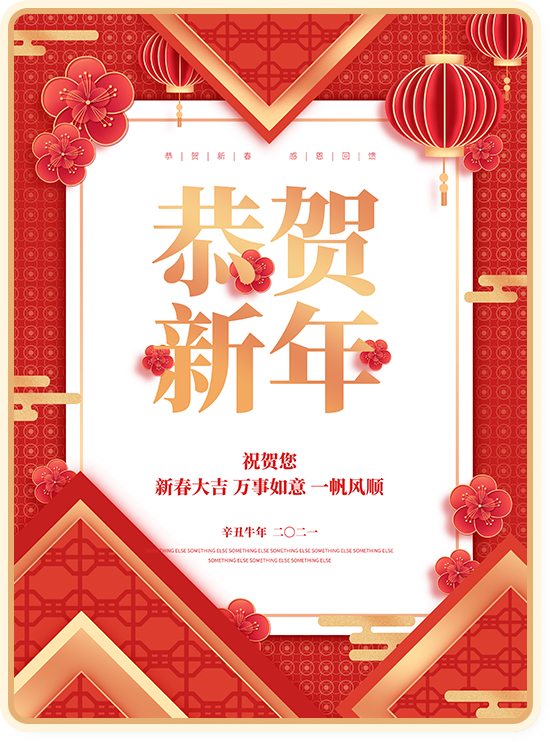 恭｜贺｜新｜春 感｜恩｜回｜馈
恭贺
新年
祝贺您
新春大吉 万事如意 一帆风顺
辛丑牛年 二〇二一
SOMETHING ELSE SOMETHING ELSE SOMETHING ELSE SOMETHING ELSE SOMETHING ELSE SOMETHING ELSE
SOMETHING ELSE SOMETHING ELSE SOMETHING ELSE